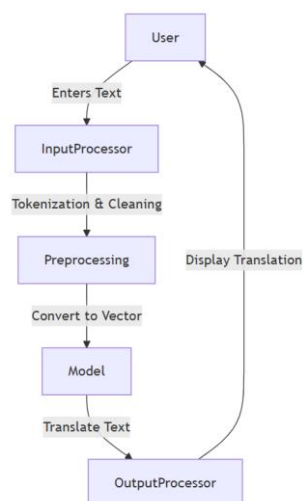 User
Enters Text
InputProcessor
Tokenization & Cleaning
Preprocessing
Display Translation
Convert to Vector
Model
Translate Text
OutputProcessor